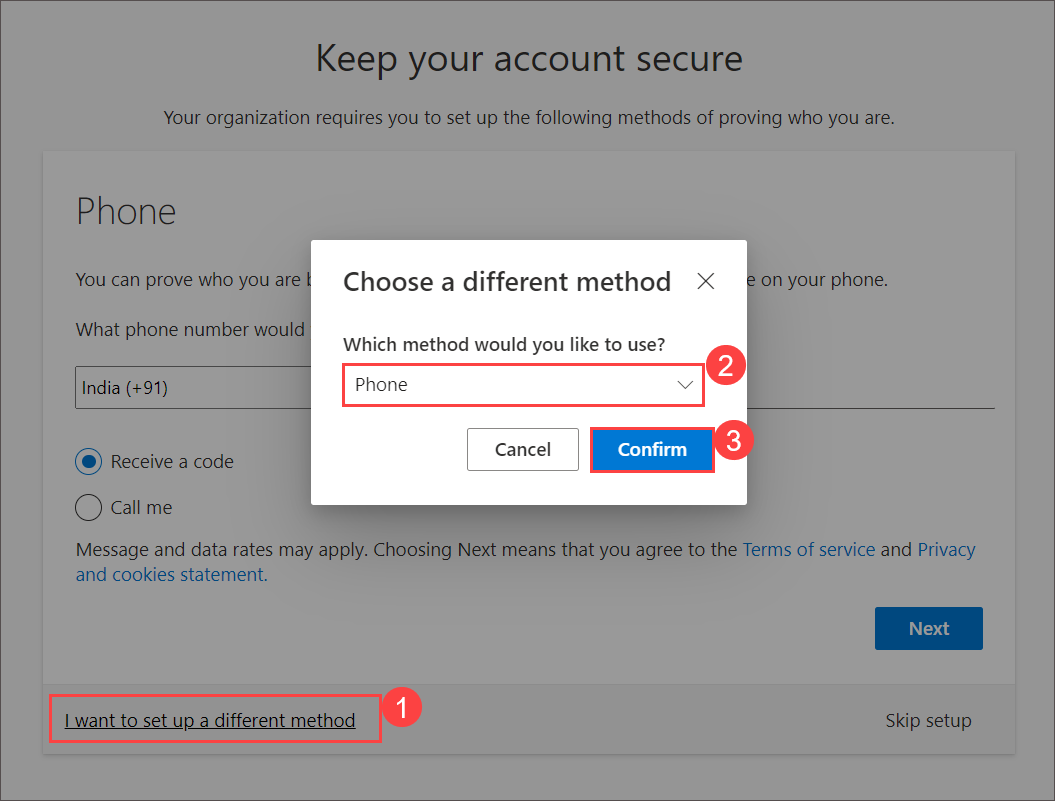 Keep your account secure
Your organization requires you to set up the following methods of proving who you are.
Phone
You can prove who you are
e on your phone.
What phone number would
India (+91)
Choose a different method
Which method would you like to use?
Phone
2
Cancel
Confirm
3
Receive a code
Call me
Message and data rates may apply. Choosing Next means that you agree to the Terms of service and Privacy
and cookies statement.
Next
I want to set up a different method
1
Skip setup